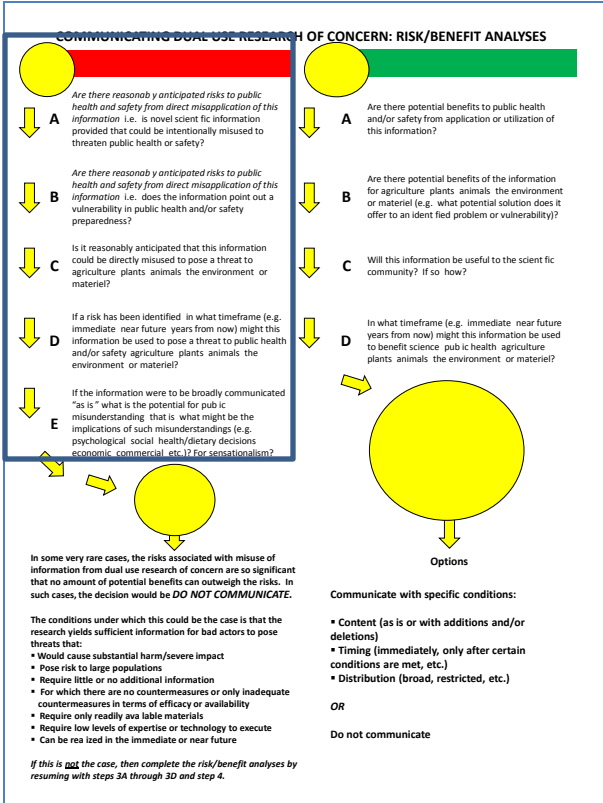 COMMUNICATING DUAL USE RESEARCH OF CONCERN: RISK/BENEFIT ANALYSES
A
Are there reasonab y anticipated risks to public
health and safety from direct misapplication of this
information i.e. is novel scient fic information
provided that could be intentionally misused to
threaten public health or safety?
B
Are there reasonab y anticipated risks to public
health and safety from direct misapplication of this
information i.e. does the information point out a
vulnerability in public health and/or safety
preparedness?
C
Is it reasonably anticipated that this information
could be directly misused to pose a threat to
agriculture plants animals the environment or
materiel?
D
If a risk has been identified in what timeframe (e.g.
immediate near future years from now) might this
information be used to pose a threat to public health
and/or safety agriculture plants animals the
environment or materiel?
E
If the information were to be broadly communicated
“as is” what is the potential for pub ic
misunderstanding that is what might be the
implications of such misunderstandings (e.g.
psychological social health/dietary decisions
economic commercial etc.)? For sensationalism?
In some very rare cases, the risks associated with misuse of
information from dual use research of concern are so significant
that no amount of potential benefits can outweigh the risks. In
such cases, the decision would be DO NOT COMMUNICATE.
The conditions under which this could be the case is that the
research yields sufficient information for bad actors to pose
threats that:
▪ Would cause substantial harm/severe impact
▪ Pose risk to large populations
▪ Require little or no additional information
▪ For which there are no countermeasures or only inadequate
countermeasures in terms of efficacy or availability
▪ Require only readily ava lable materials
▪ Require low levels of expertise or technology to execute
▪ Can be rea ized in the immediate or near future
If this is not the case, then complete the risk/benefit analyses by
resuming with steps 3A through 3D and step 4.
A
Are there potential benefits to public health
and/or safety from application or utilization of
this information?
B
Are there potential benefits of the information
for agriculture plants animals the environment
or materiel (e.g. what potential solution does it
offer to an ident fied problem or vulnerability)?
C
Will this information be useful to the scient fic
community? If so how?
D
In what timeframe (e.g. immediate near future
years from now) might this information be used
to benefit science pub ic health agriculture
plants animals the environment or materiel?
Options
Communicate with specific conditions:
▪ Content (as is or with additions and/or
deletions)
▪ Timing (immediately, only after certain
conditions are met, etc.)
▪ Distribution (broad, restricted, etc.)
OR
Do not communicate